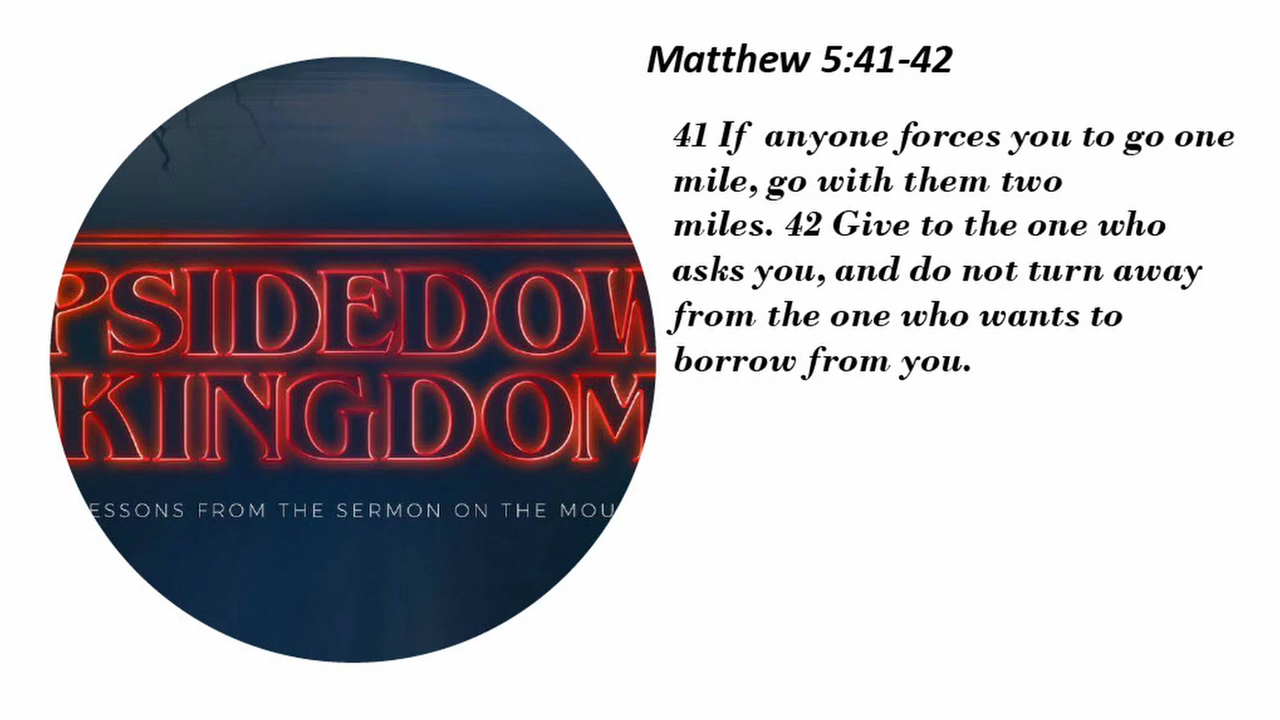 Matthew 5:41-42
41 If anyone forces you to go one
mile, go with them two
miles. 42 Give to the one who
asks you, and do not turn away
from the one who wants to
borrow from you.
PSIDEDOW
KINGDOM
ESSONS FROM THE SERMON ON THE MOU